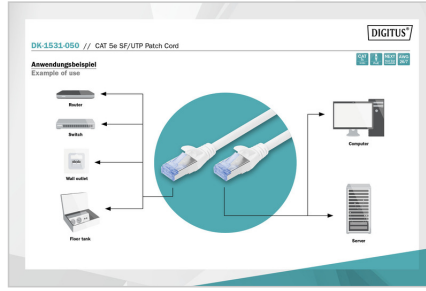 DIGITUS®
DK-1531-050 // CAT 5e SF/UTP Patch Cord
Anwendungsbeispiel
Example of use
Router
Switch
Wall outlet
Floor tank
Computer
Server